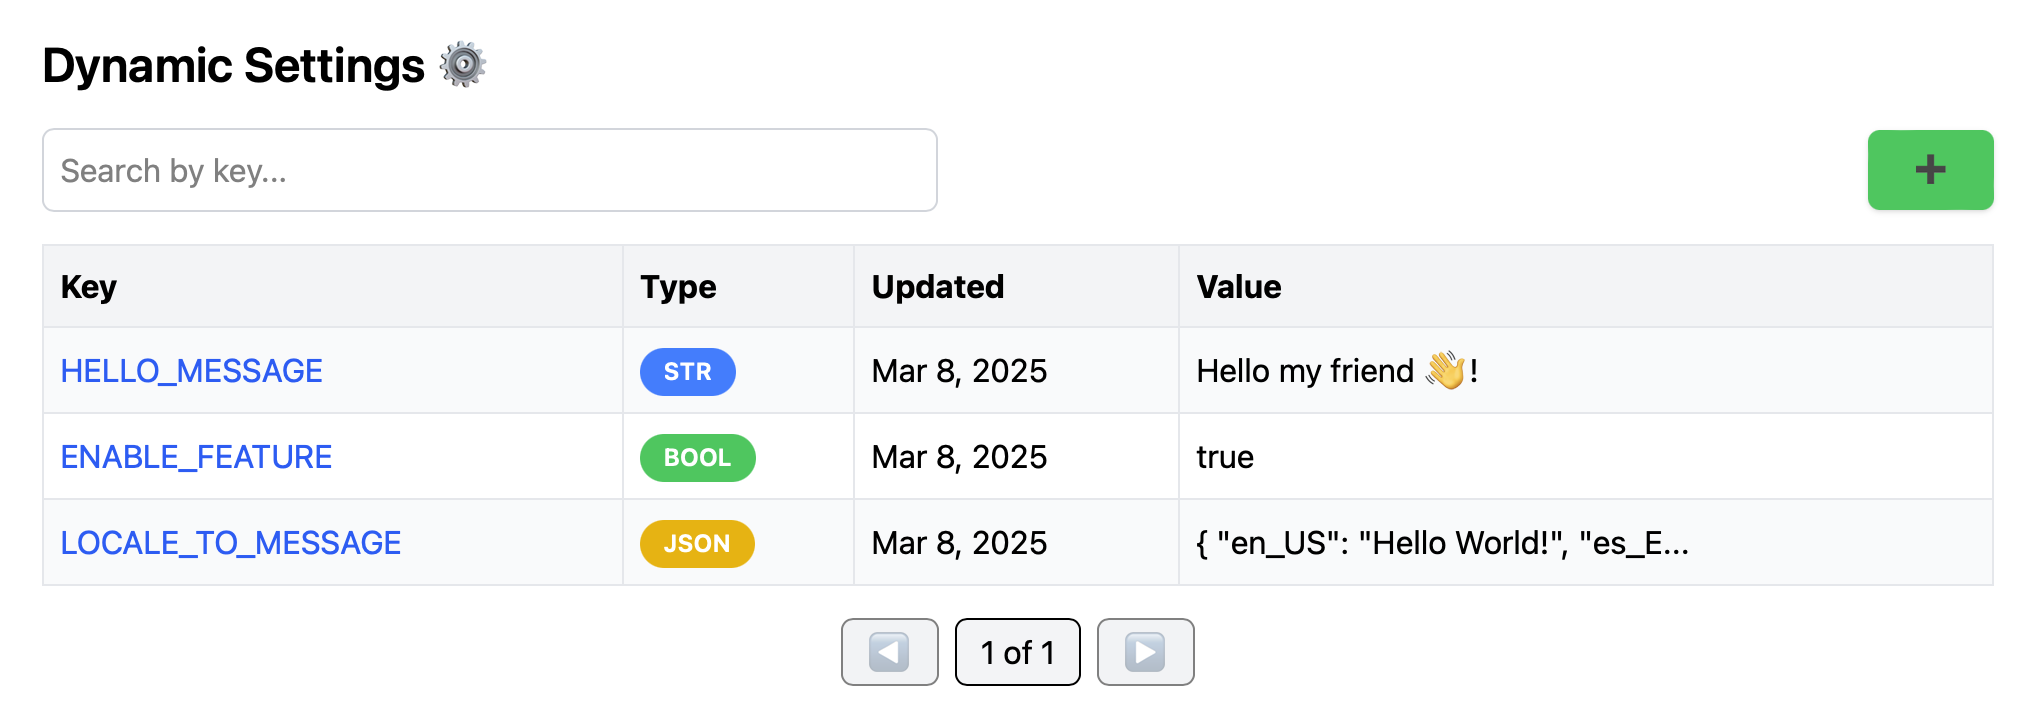 Dynamic Settings ⚙️
Search by key...
➕
Key Type Updated Value
HELLO_MESSAGE STR Mar 8, 2025 Hello my friend 👋!
ENABLE_FEATURE BOOL Mar 8, 2025 true
LOCALE_TO_MESSAGE JSON Mar 8, 2025 { "en_US": "Hello World!", "es_E...
◀️ 1 of 1 ▶️